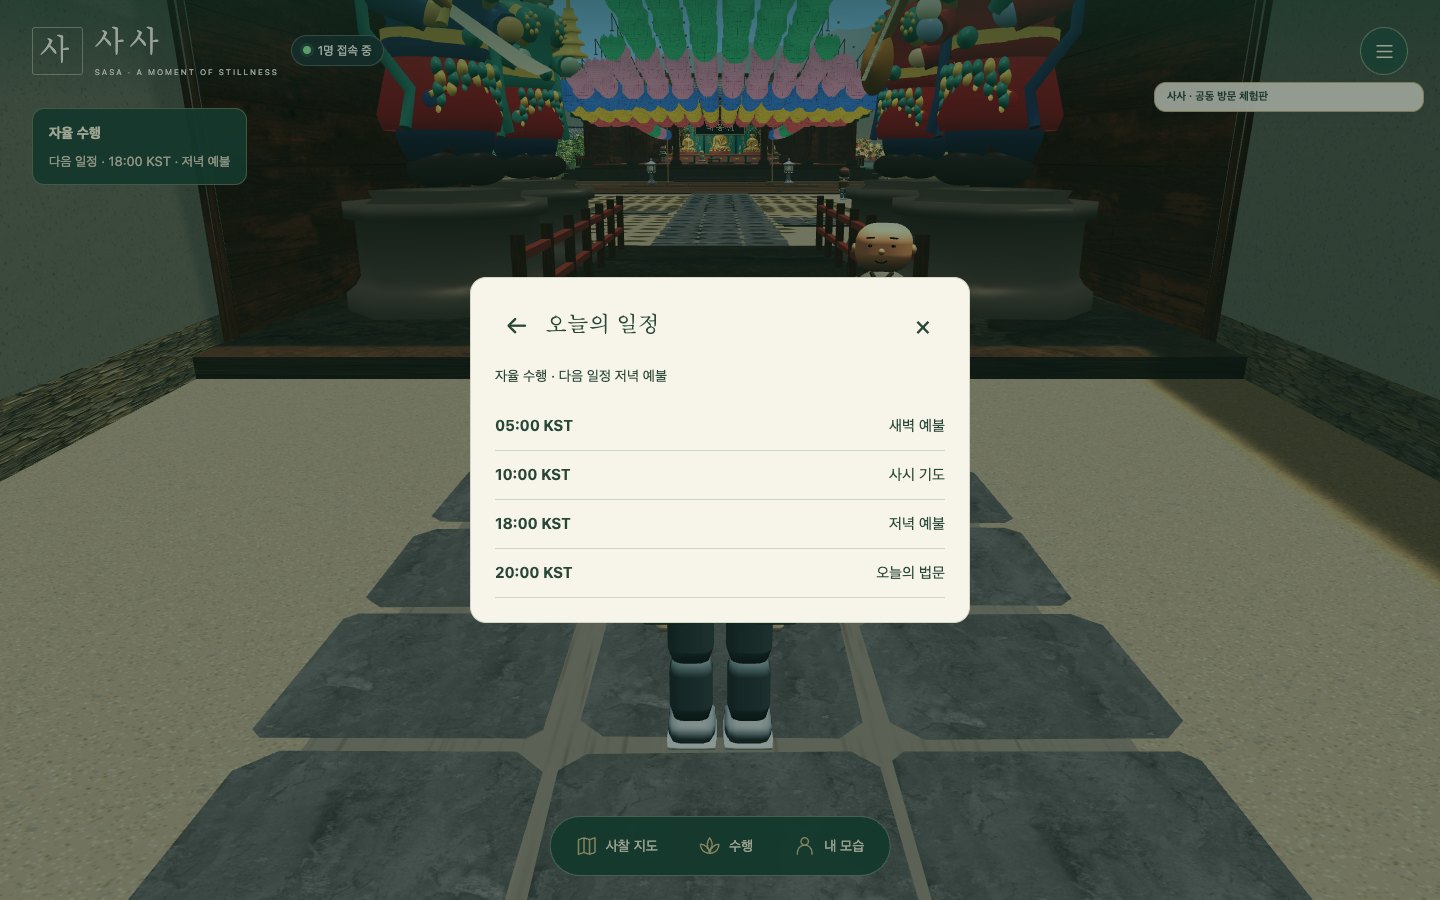 사
사사
SASA · A MOMENT OF STILLNESS
1명 접속 중
사사 · 공동 방문 체험판
자율 수행
다음 일정 · 18:00 KST · 저녁 예불
오늘의 일정
자율 수행 · 다음 일정 저녁 예불
05:00 KST 새벽 예불
10:00 KST 사시 기도
18:00 KST 저녁 예불
20:00 KST 오늘의 법문
사찰 지도
수행
내 모습